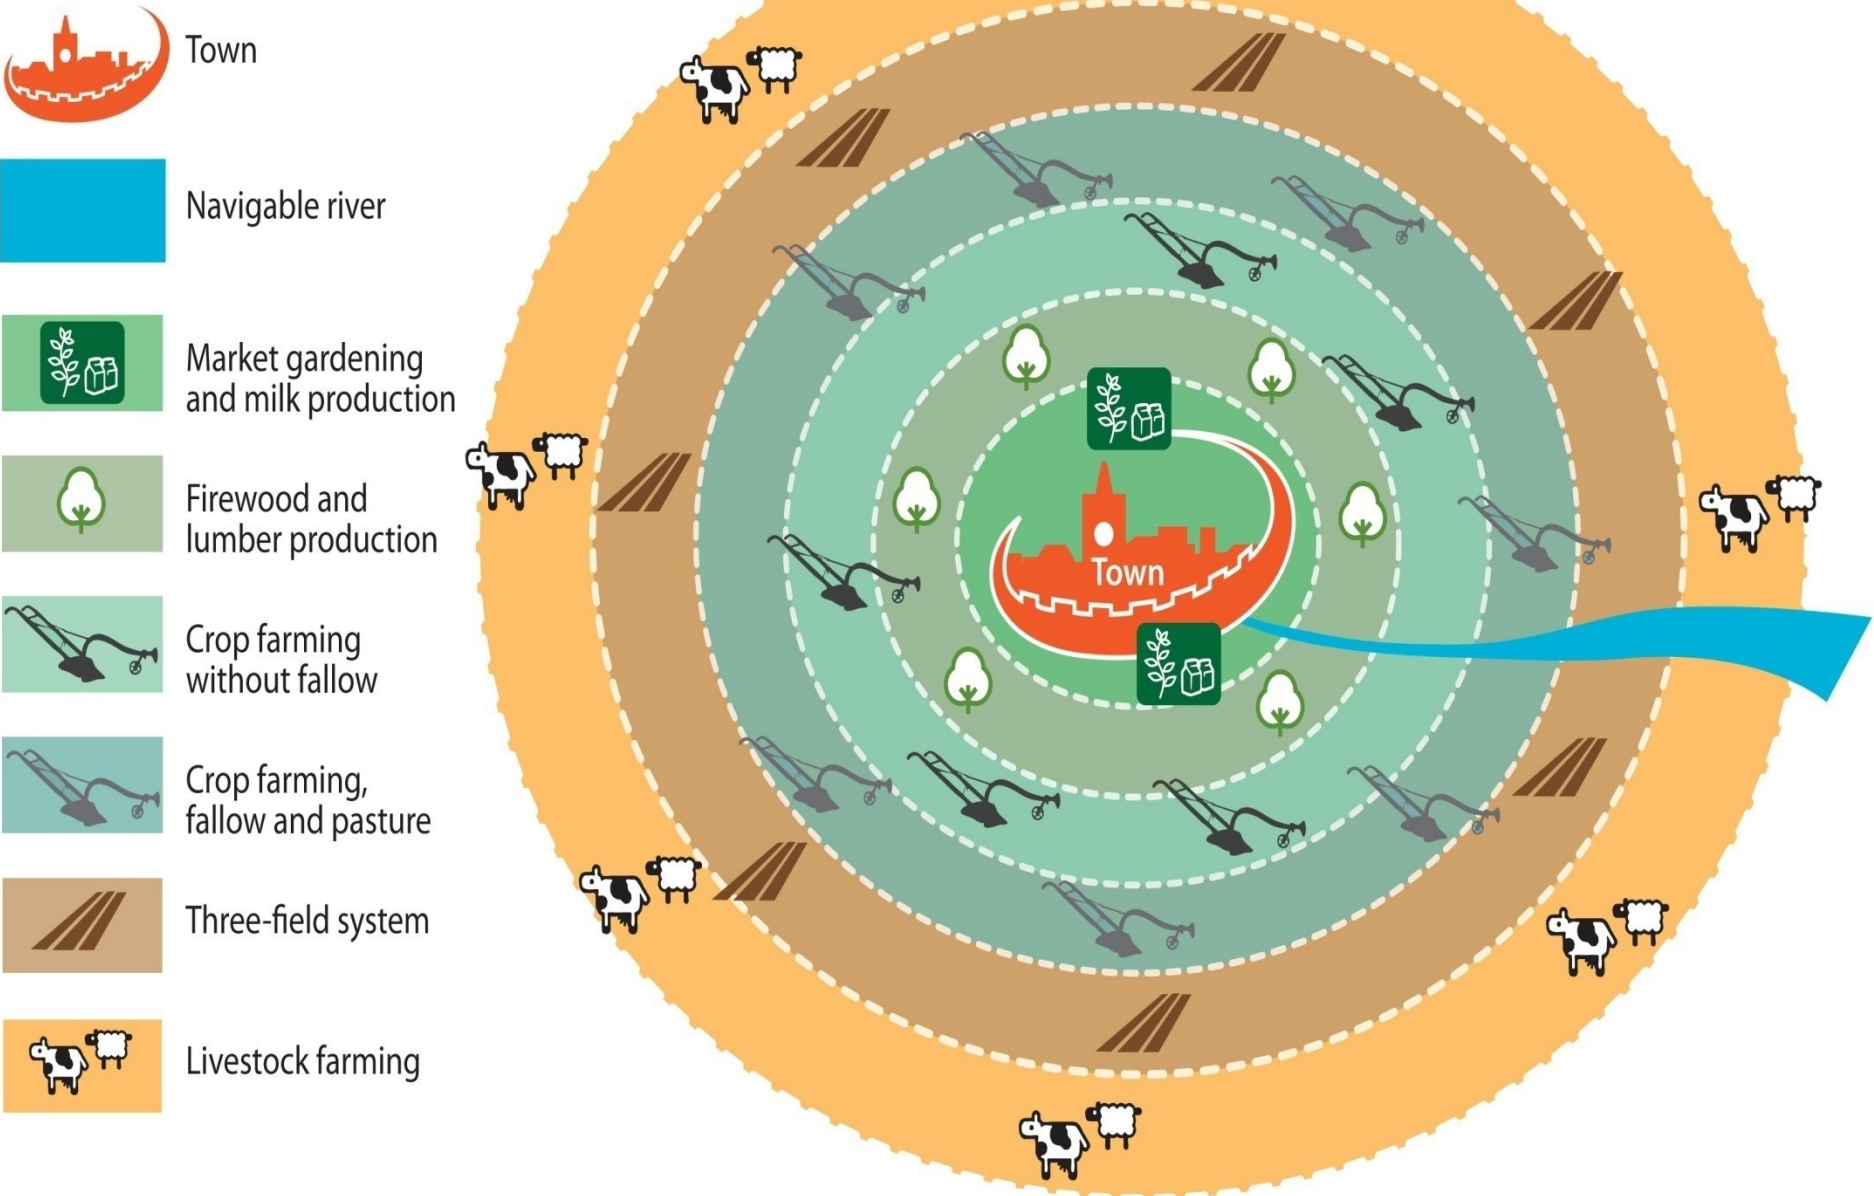 Town
Navigable river
Market gardening
and milk production
Firewood and
lumber production
Crop farming
without fallow
Crop farming,
fallow and pasture
Three-field system
Livestock farming
Town